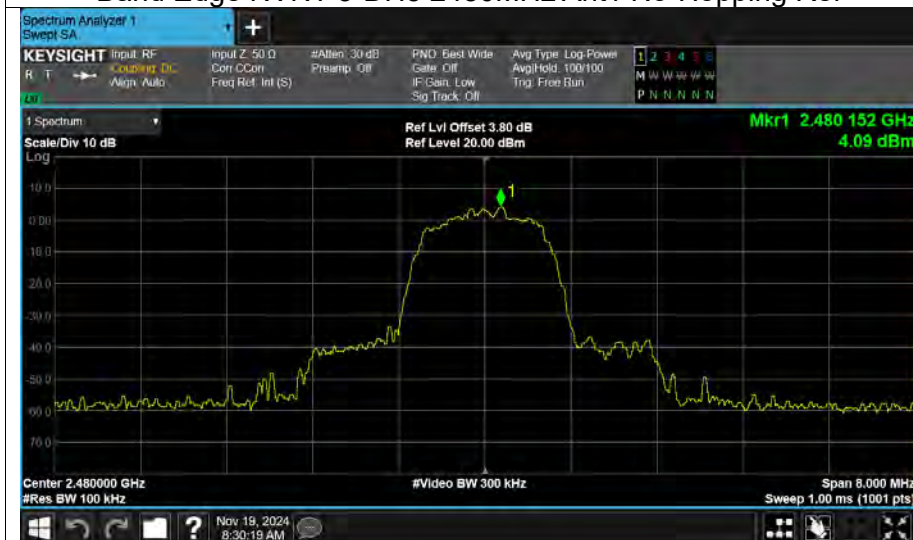 Spectrum Analyzer 1
Swept SA
+
KEYSIGHT
R T
Input: RF
Coupling: DC
Align: Auto
Input Z: 50 Ω
Corr CCorr
Freq Ref: Int (S)
#Atten: 30 dB
Preamp: Off
PNO: Best Wide
Gate: Off
IF Gain: Low
Sig Track: Off
Avg Type: Log-Power
Avg|Hold: 100/100
Trig: Free Run
1 2 3 4 5 6
M W W W W W
P N N N N N
1 Spectrum
Scale/Div 10 dB
Log
Ref Lvl Offset 3.80 dB
Ref Level 20.00 dBm
Mkr1 2.480 152 GHz
4.09 dBm
1
10.0
0.00
-10.0
-20.0
-30.0
-40.0
-50.0
-60.0
-70.0
Center 2.480000 GHz
#Res BW 100 kHz
#Video BW 300 kHz
Span 8.000 MHz
Sweep 1.00 ms (1001 pts)
?
Nov 19, 2024
8:30:19 AM